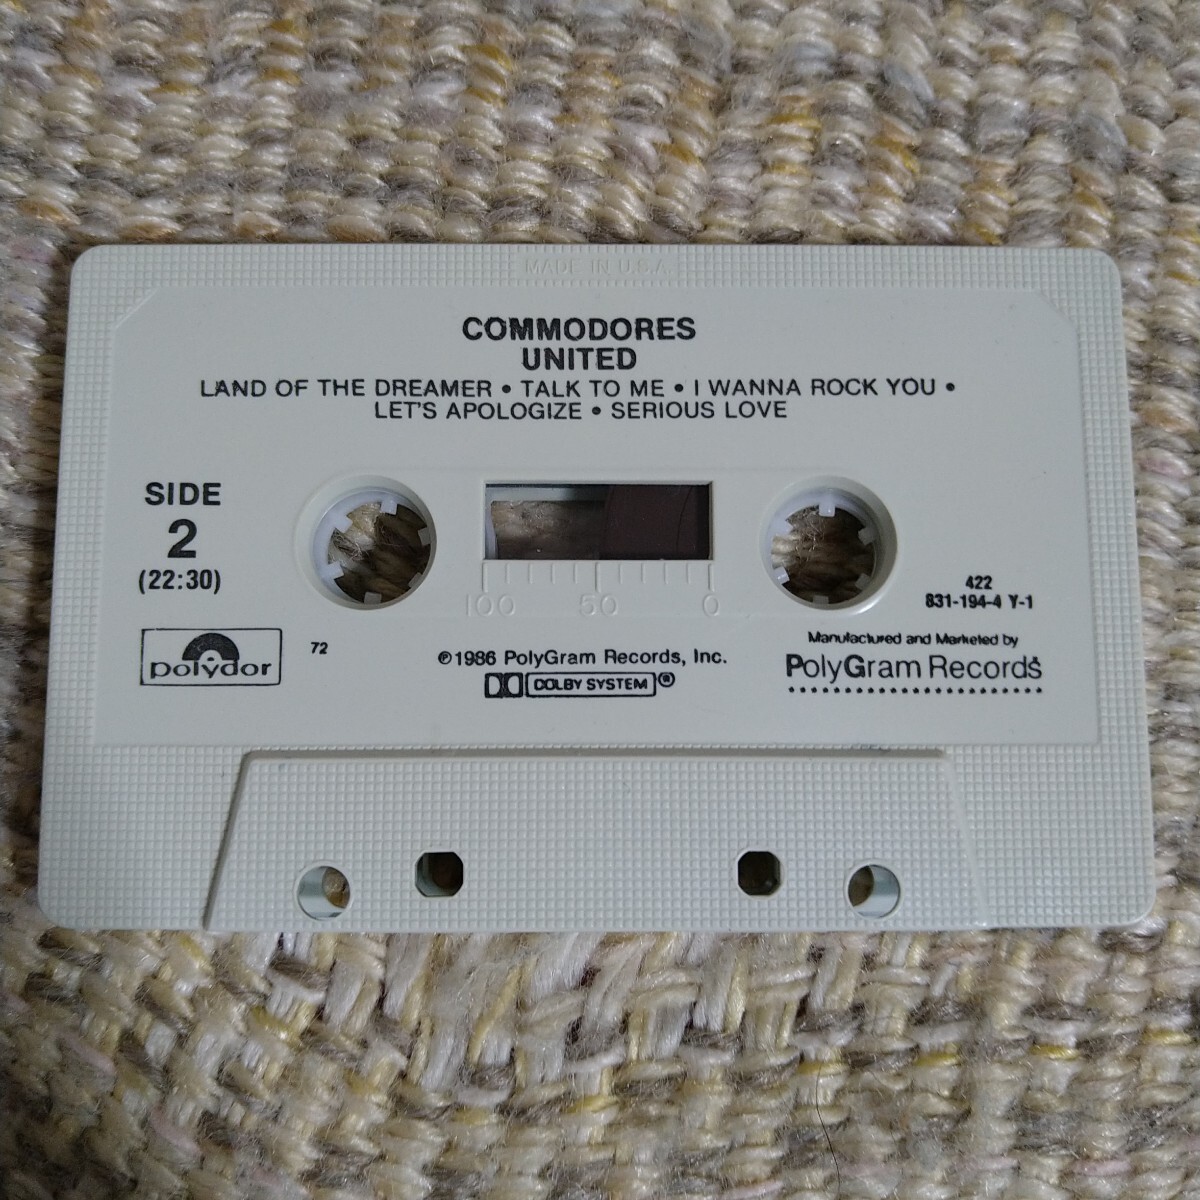 MADE IN U.S.A.
COMMODORES
UNITED
LAND OF THE DREAMER • TALK TO ME • I WANNA ROCK YOU •
LET'S APOLOGIZE • SERIOUS LOVE
SIDE
2
(22:30)
100 50 0
422
831-194-4 Y-1
polydor
72
℗1986 PolyGram Records, Inc.
DOLBY SYSTEM®
Manufactured and Marketed by
PolyGram Records